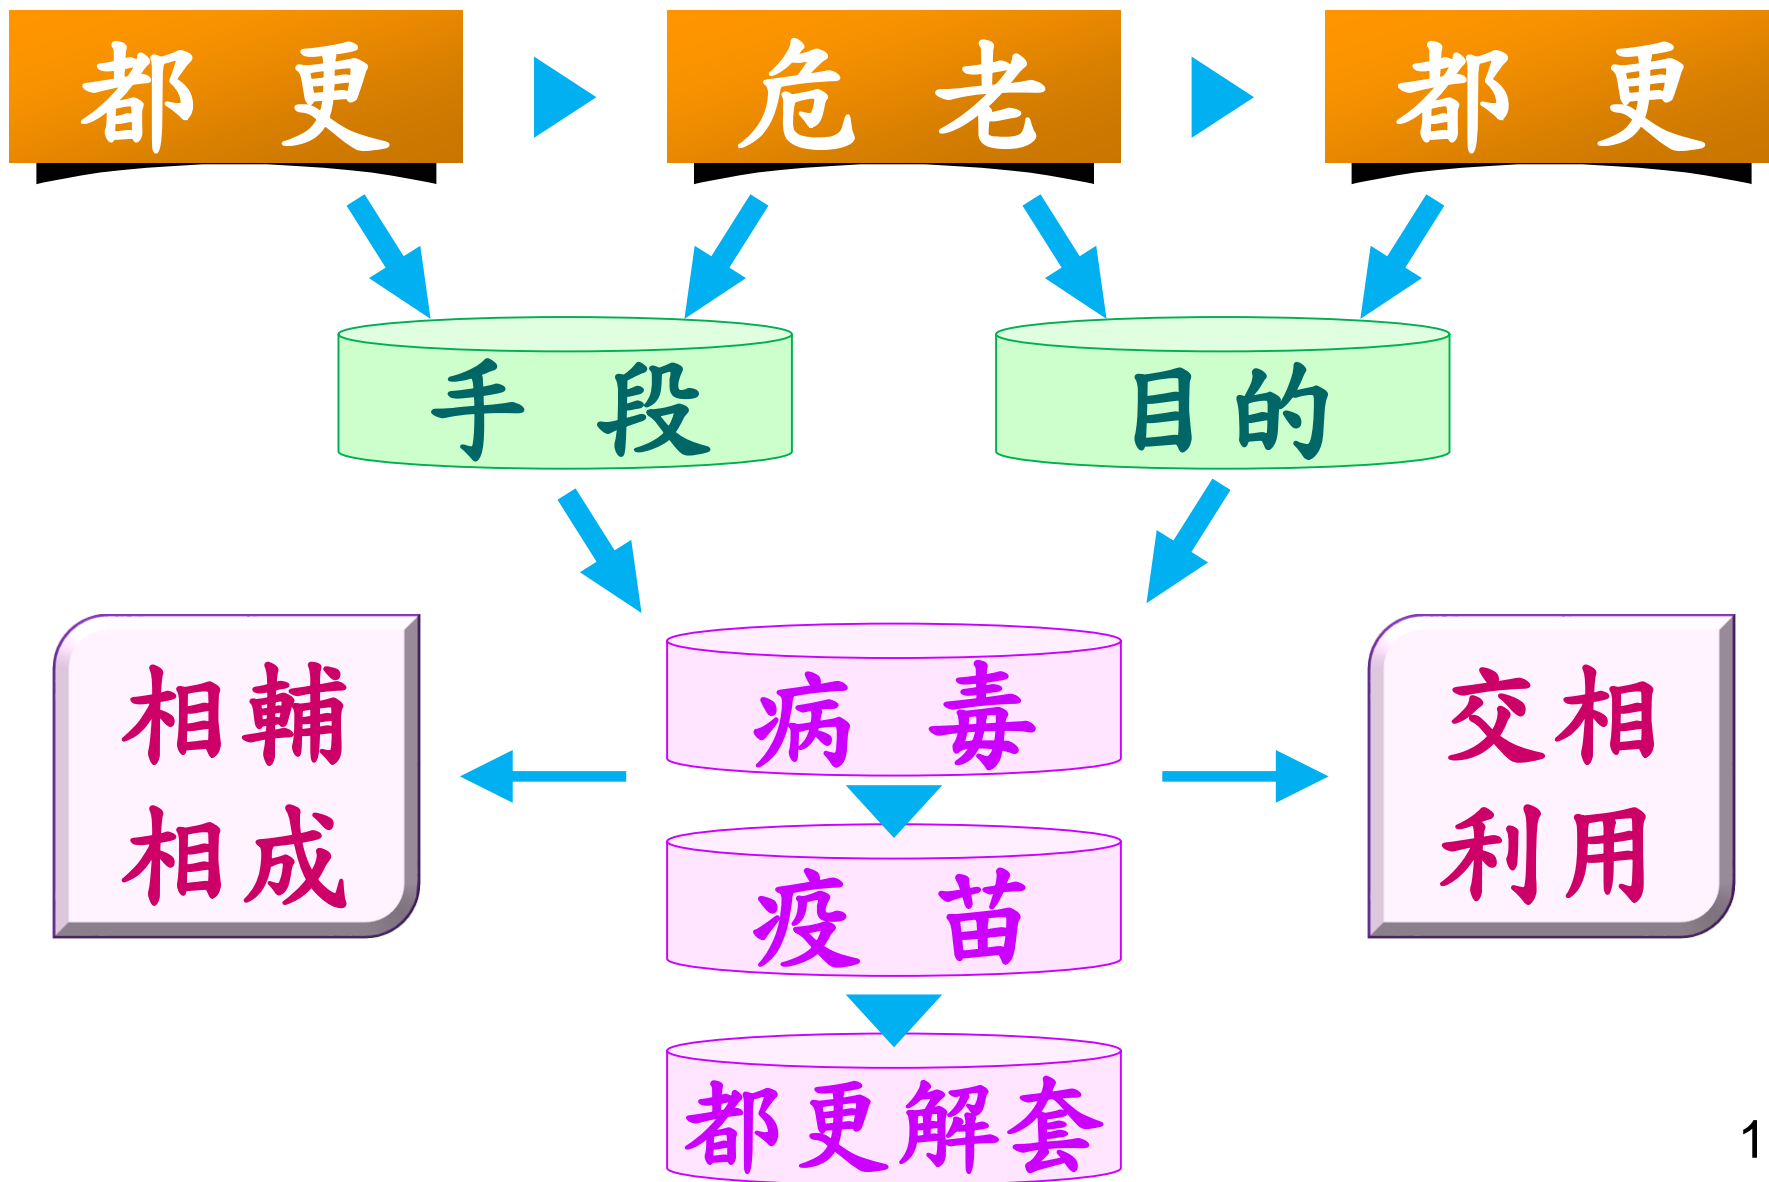 都更
危老
都更
手段
目的
相輔
相成
病毒
交相
利用
疫苗
都更解套
1